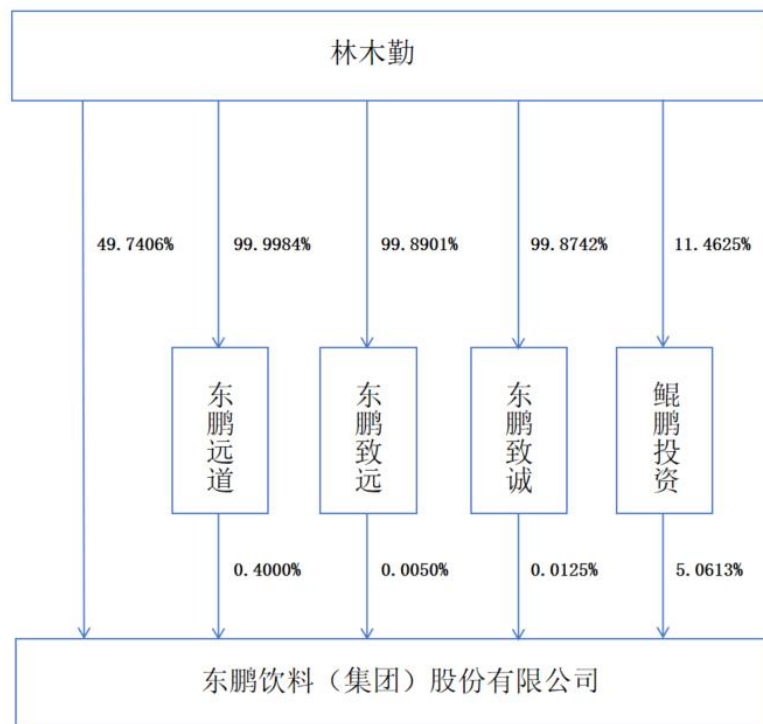 林木勤
49.7406%
99.9984%
99.8901%
99.8742%
11.4625%
东鹏远道
东鹏致远
东鹏致诚
鲲鹏投资
0.4000%
0.0050%
0.0125%
5.0613%
东鹏饮料（集团）股份有限公司